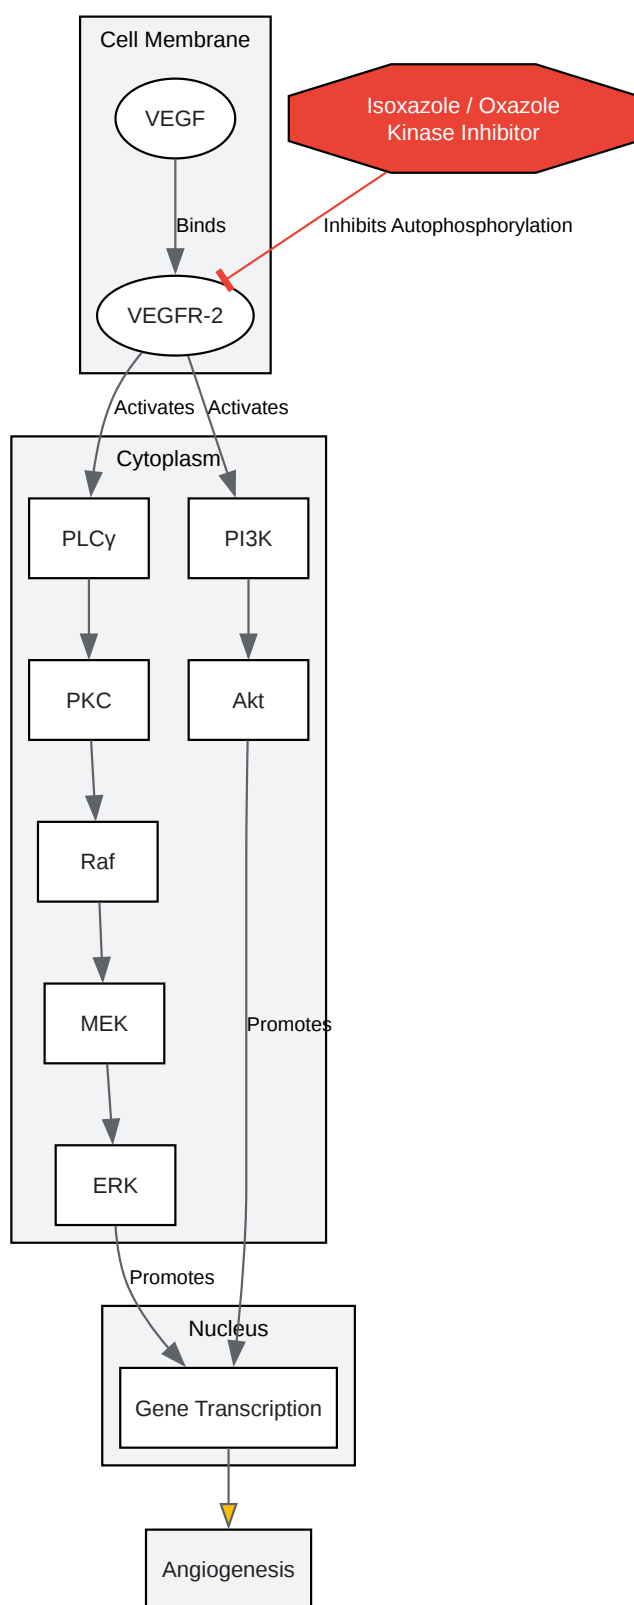 Cell Membrane
VEGF
Isoxazole / Oxazole
Kinase Inhibitor
Binds
Inhibits Autophosphorylation
VEGFR-2
Activates
Activates
Cytoplasm
PLCγ
PI3K
PKC
Akt
Raf
MEK
Promotes
ERK
Promotes
Nucleus
Gene Transcription
Angiogenesis